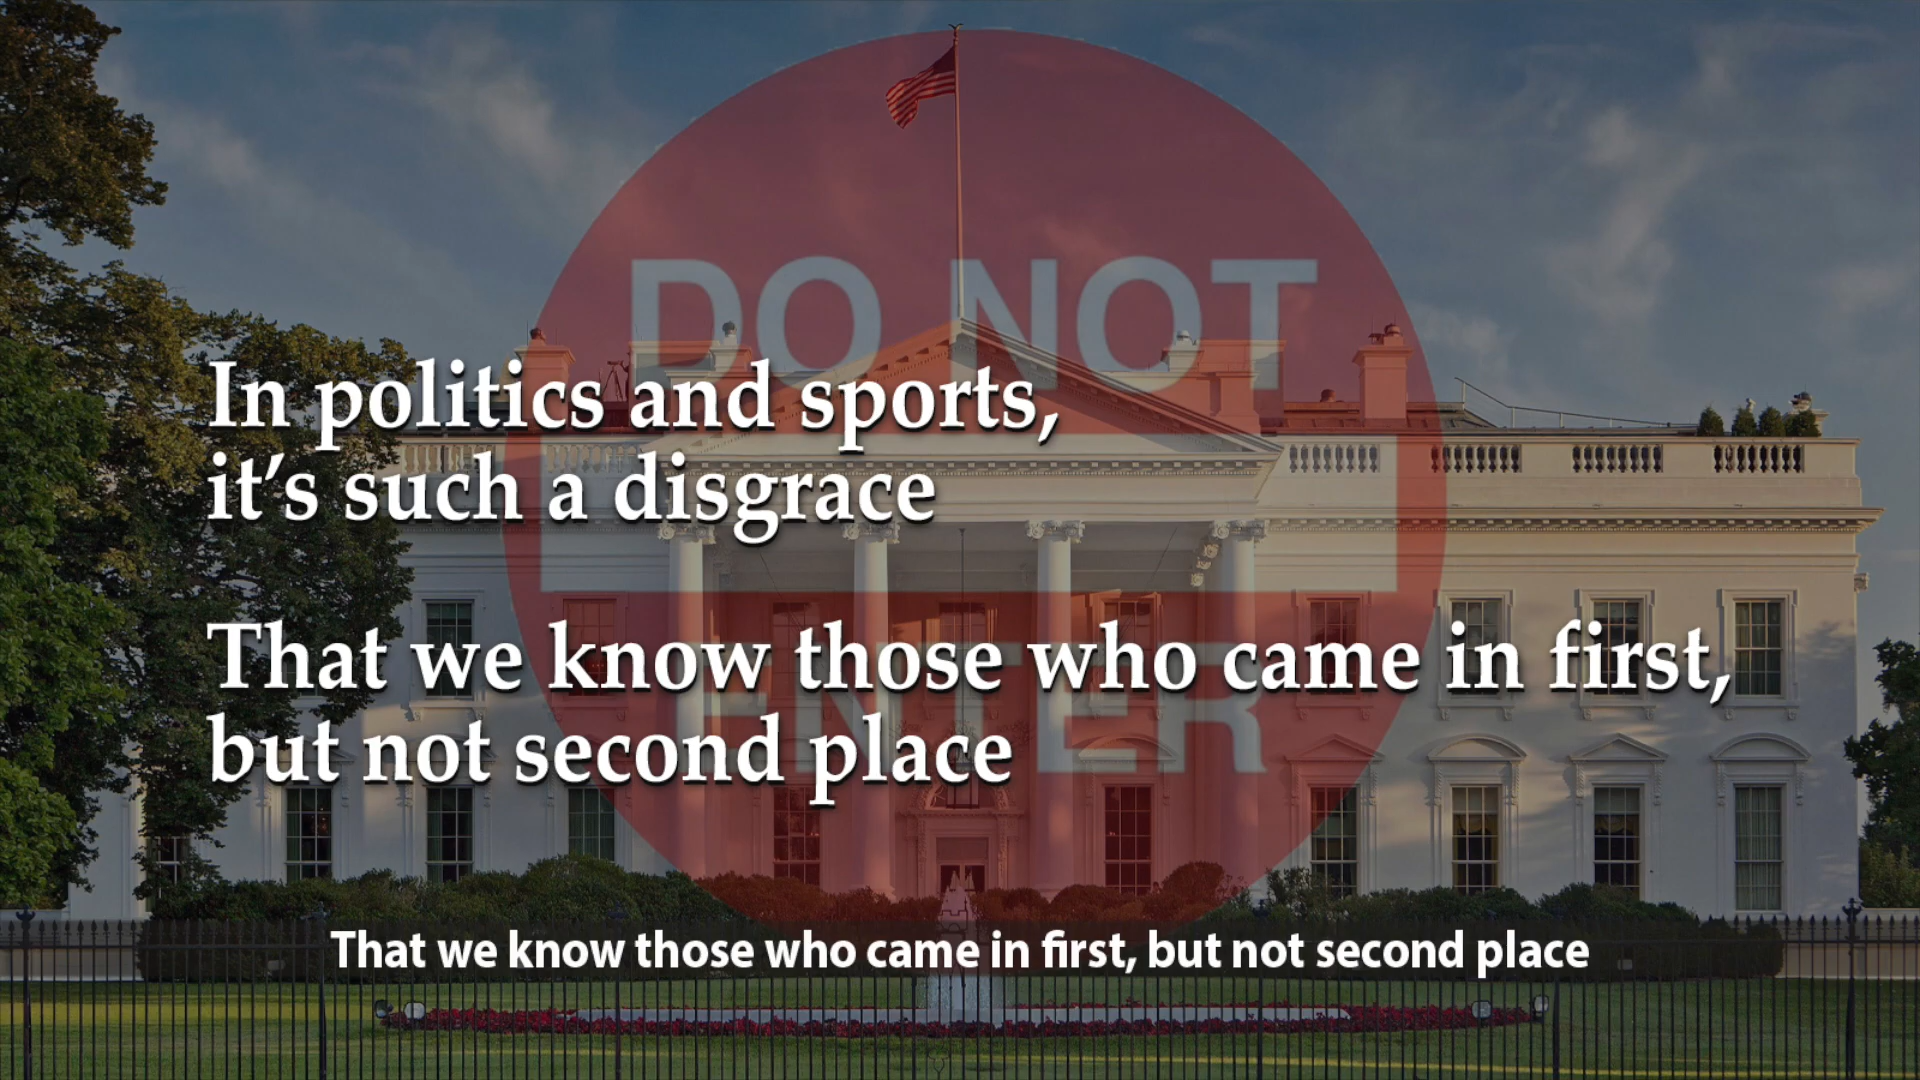 DO NOT
In politics and sports,
it’s such a disgrace
That we know those who came in first,
ENTER
but not second place
That we know those who came in first, but not second place